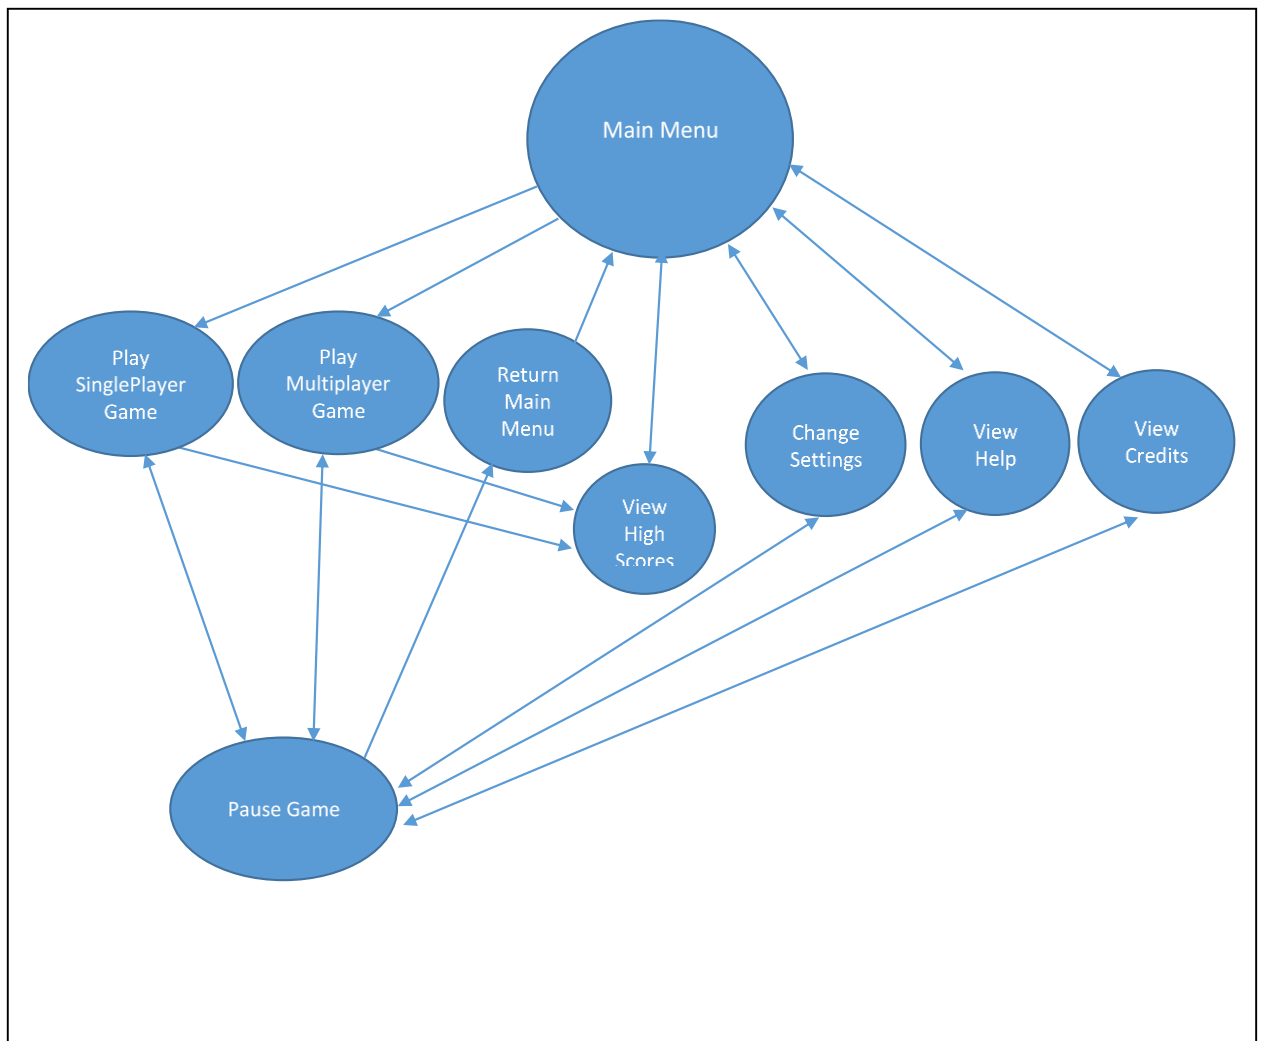 Main Menu
Play
SinglePlayer
Game
Play
Multiplayer
Game
Return
Main
Menu
View
High
Scores
Change
Settings
View
Help
View
Credits
Pause Game